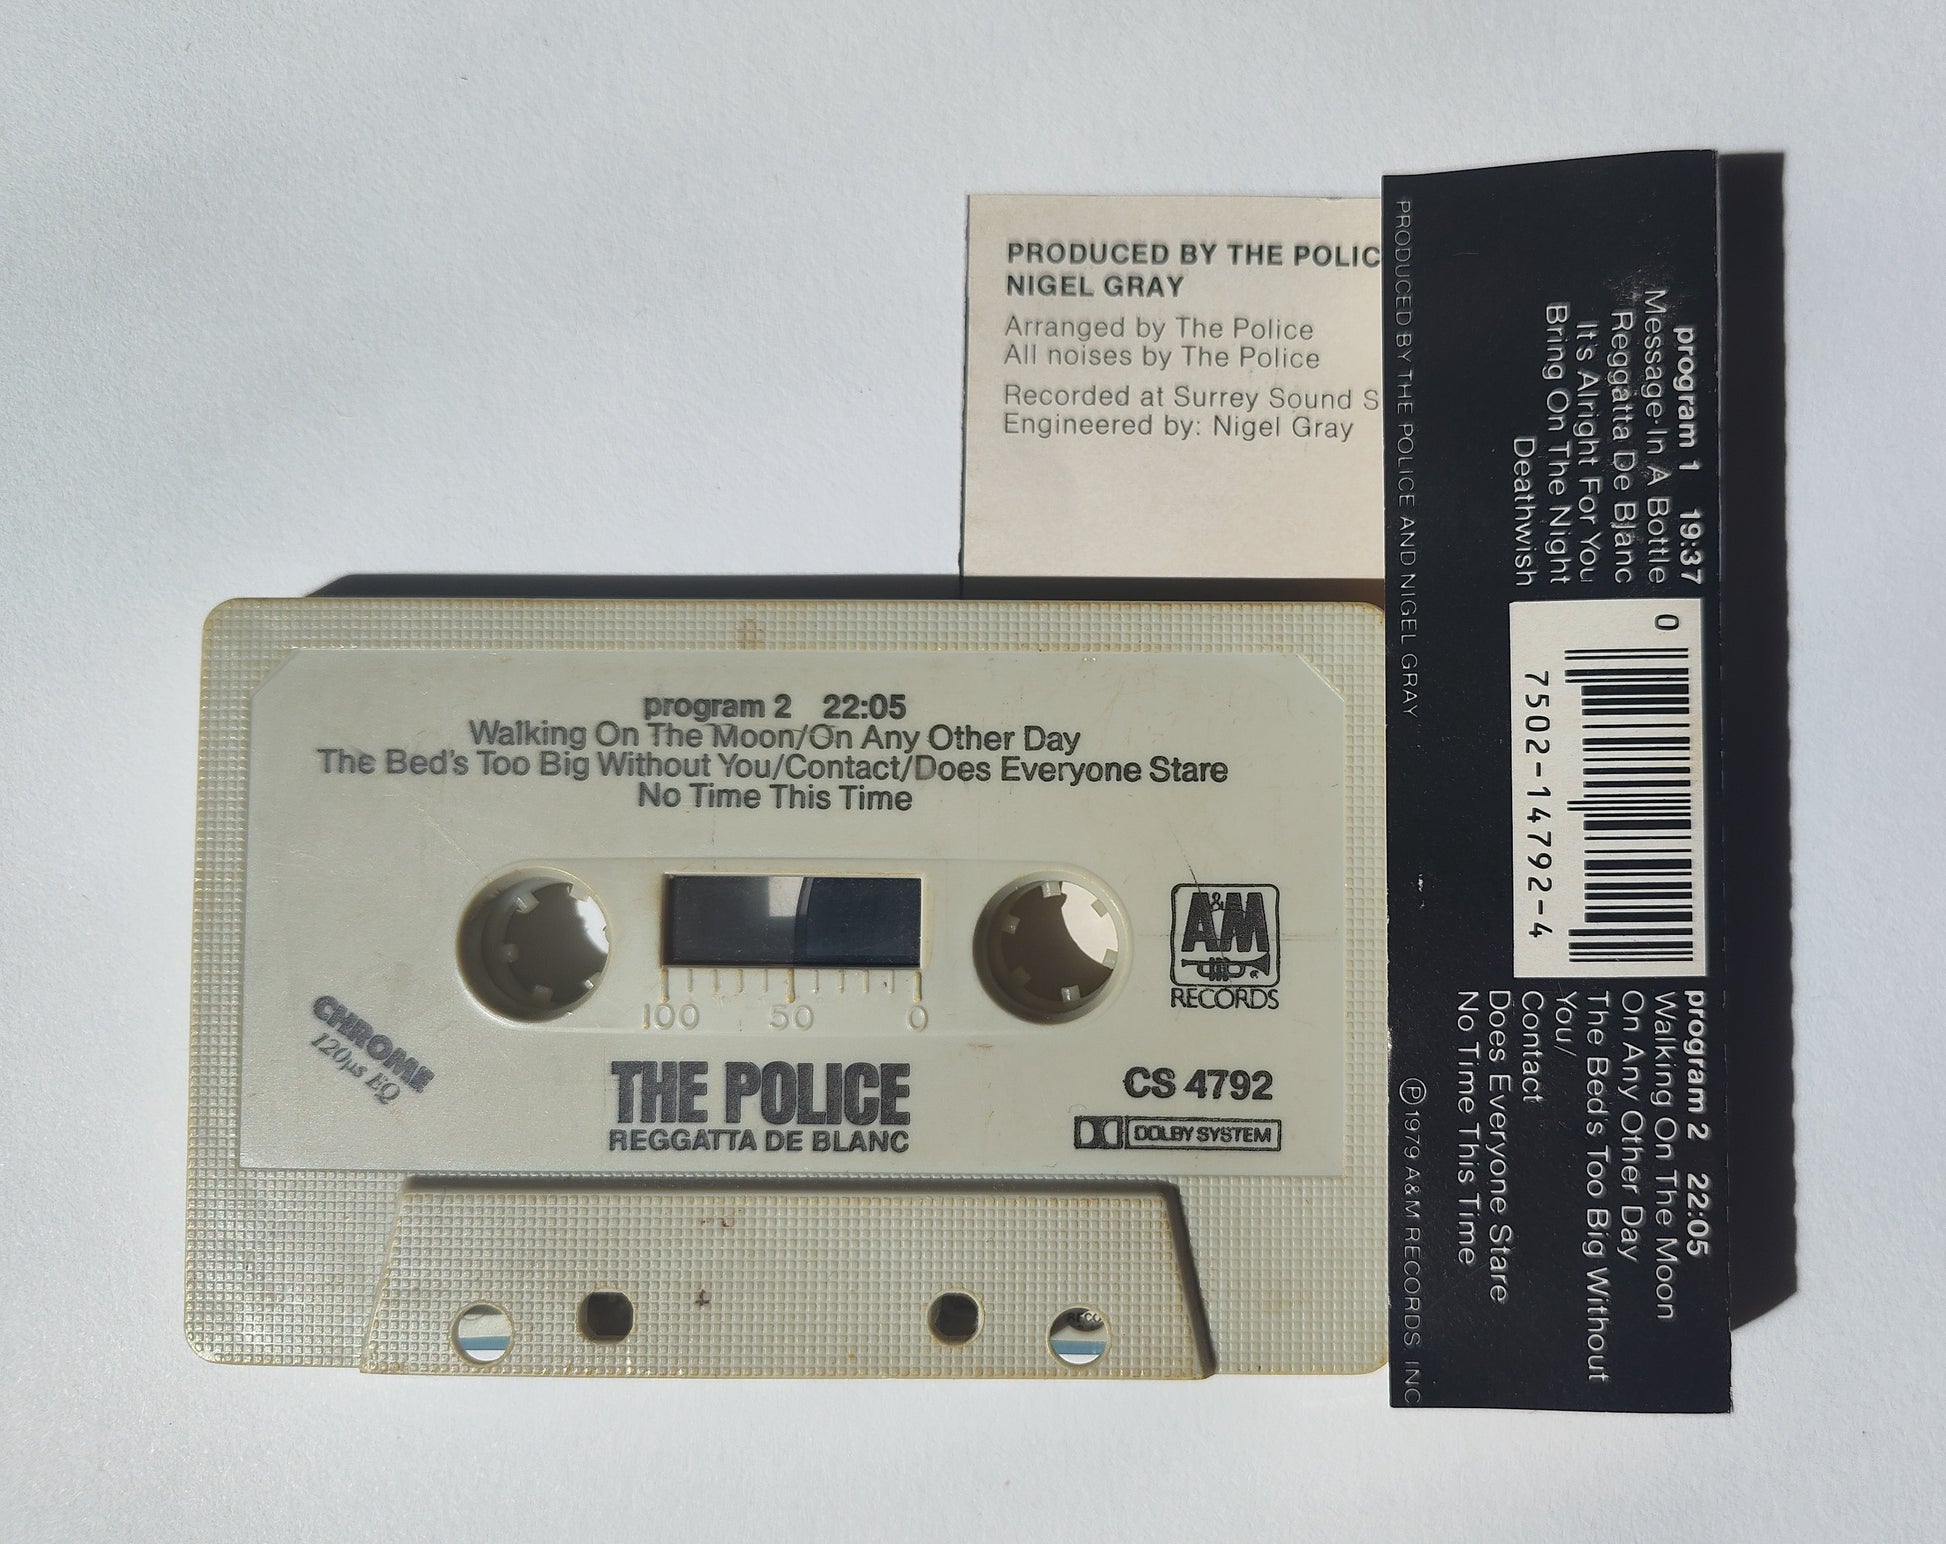 PRODUCED BY THE POLIC
NIGEL GRAY
Arranged by The Police
All noises by The Police
Recorded at Surrey Sound S
Engineered by: Nigel Gray
program 2 22:05
Walking On The Moon/On Any Other Day
The Bed's Too Big Without You/Contact/Does Everyone Stare
No Time This Time
100 50 0
A&M
RECORDS
CHROME
120µs EQ
THE POLICE
REGGATTA DE BLANC
CS 4792
DOLBY SYSTEM
RECO
program 1 19:37
Message In A Bottle
Reggatta De Blanc
It's Alright For You
Bring On The Night
Deathwish
0
7502-14792-4
program 2 22:05
Walking On The Moon
On Any Other Day
The Bed's Too Big Without
You/
Contact
Does Everyone Stare
No Time This Time
PRODUCED BY THE POLICE AND NIGEL GRAY
℗1979 A&M RECORDS, INC